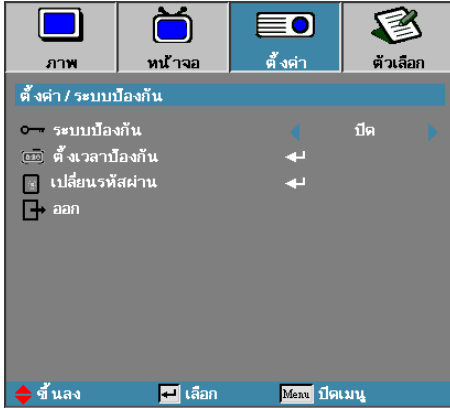 ภาพ หน้าจอ ตั้งค่า ตัวเลือก
ตั้งค่า / ระบบป้องกัน
ระบบป้องกัน ปิด
ตั้งเวลาป้องกัน
เปลี่ยนรหัสผ่าน
ออก
ขึ้นลง เลือก Menu ปิดเมนู